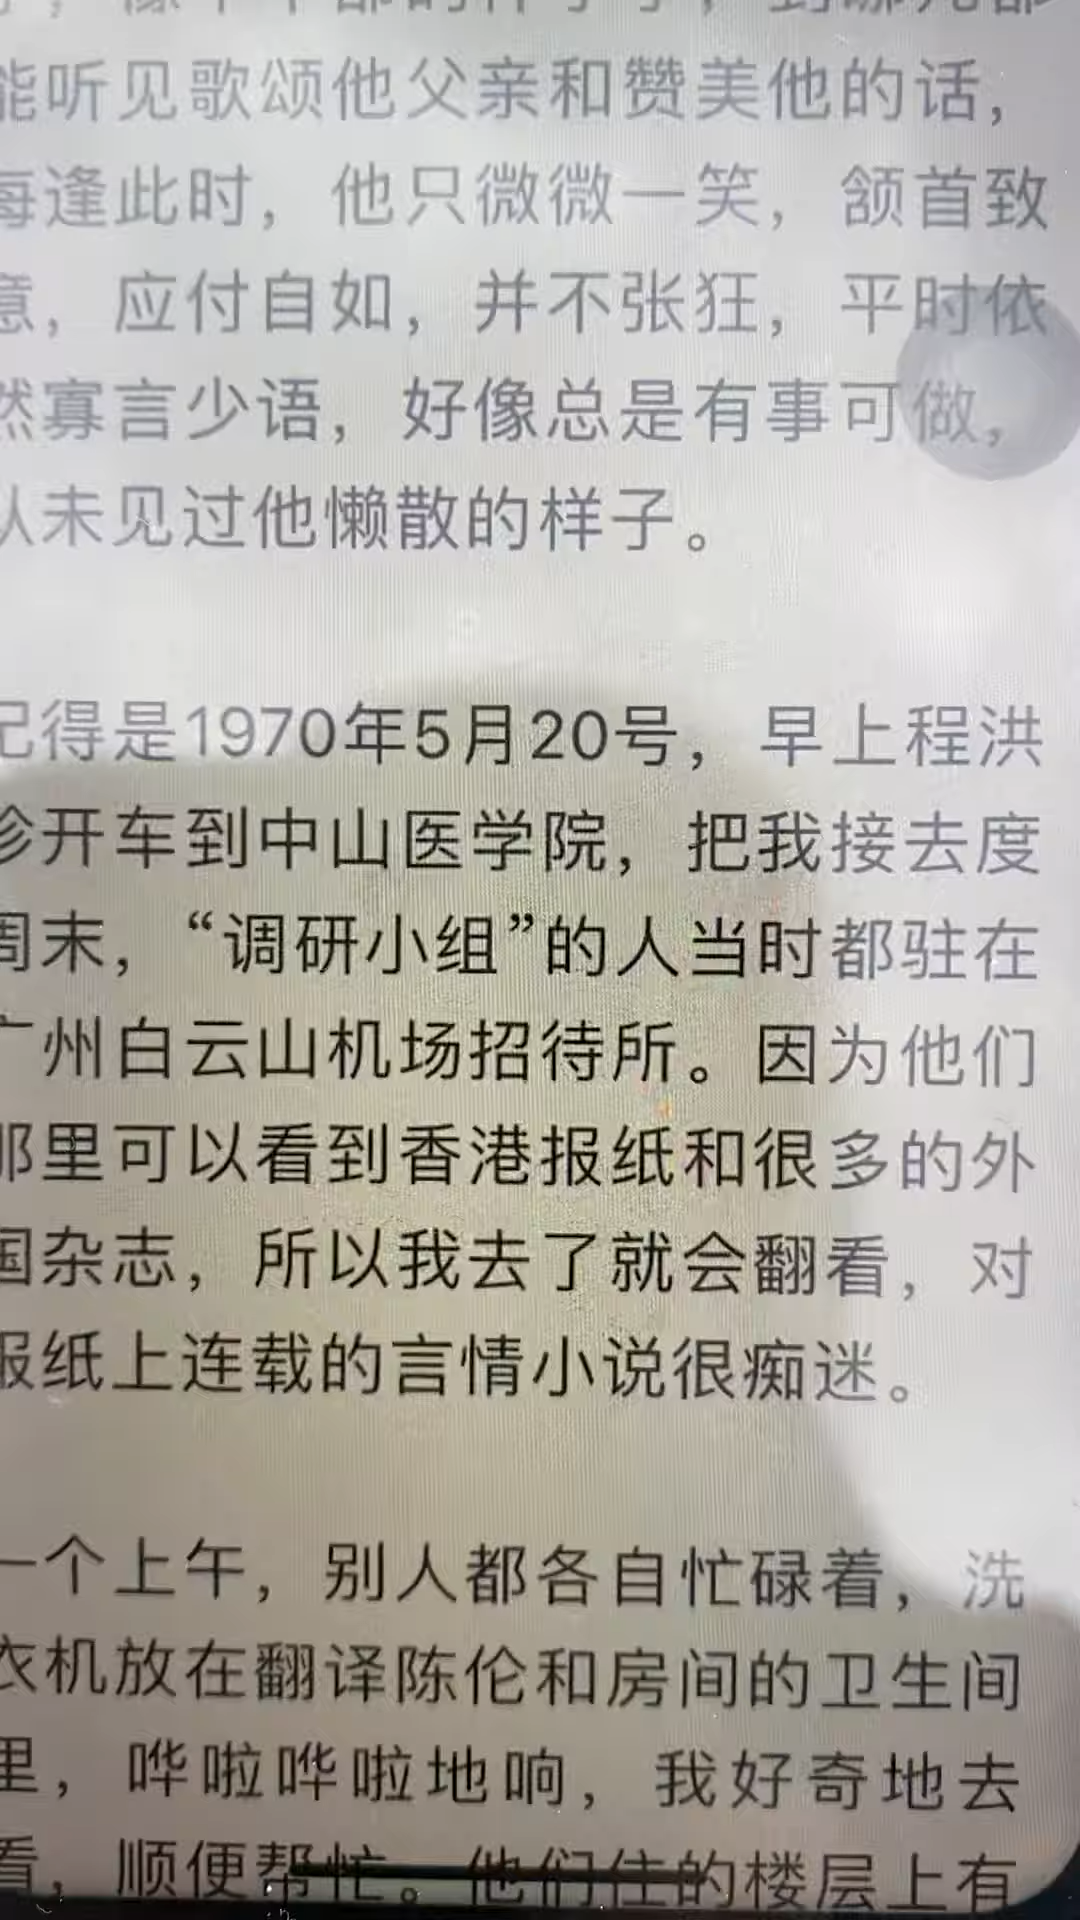 能听见歌颂他父亲和赞美他的话，
每逢此时，他只微微一笑，颔首致
意，应付自如，并不张狂，平时依
然寡言少语，好像总是有事可做，
从未见过他懒散的样子。
记得是1970年5月20号，早上程洪
珍开车到中山医学院，把我接去度
周末，“调研小组”的人当时都驻在
广州白云山机场招待所。因为他们
那里可以看到香港报纸和很多的外
国杂志，所以我去了就会翻看，对
报纸上连载的言情小说很痴迷。
一个上午，别人都各自忙碌着，洗
衣机放在翻译陈伦和房间的卫生间
里，哗啦哗啦地响，我好奇地去
看，顺便帮忙。他们住的楼层上有